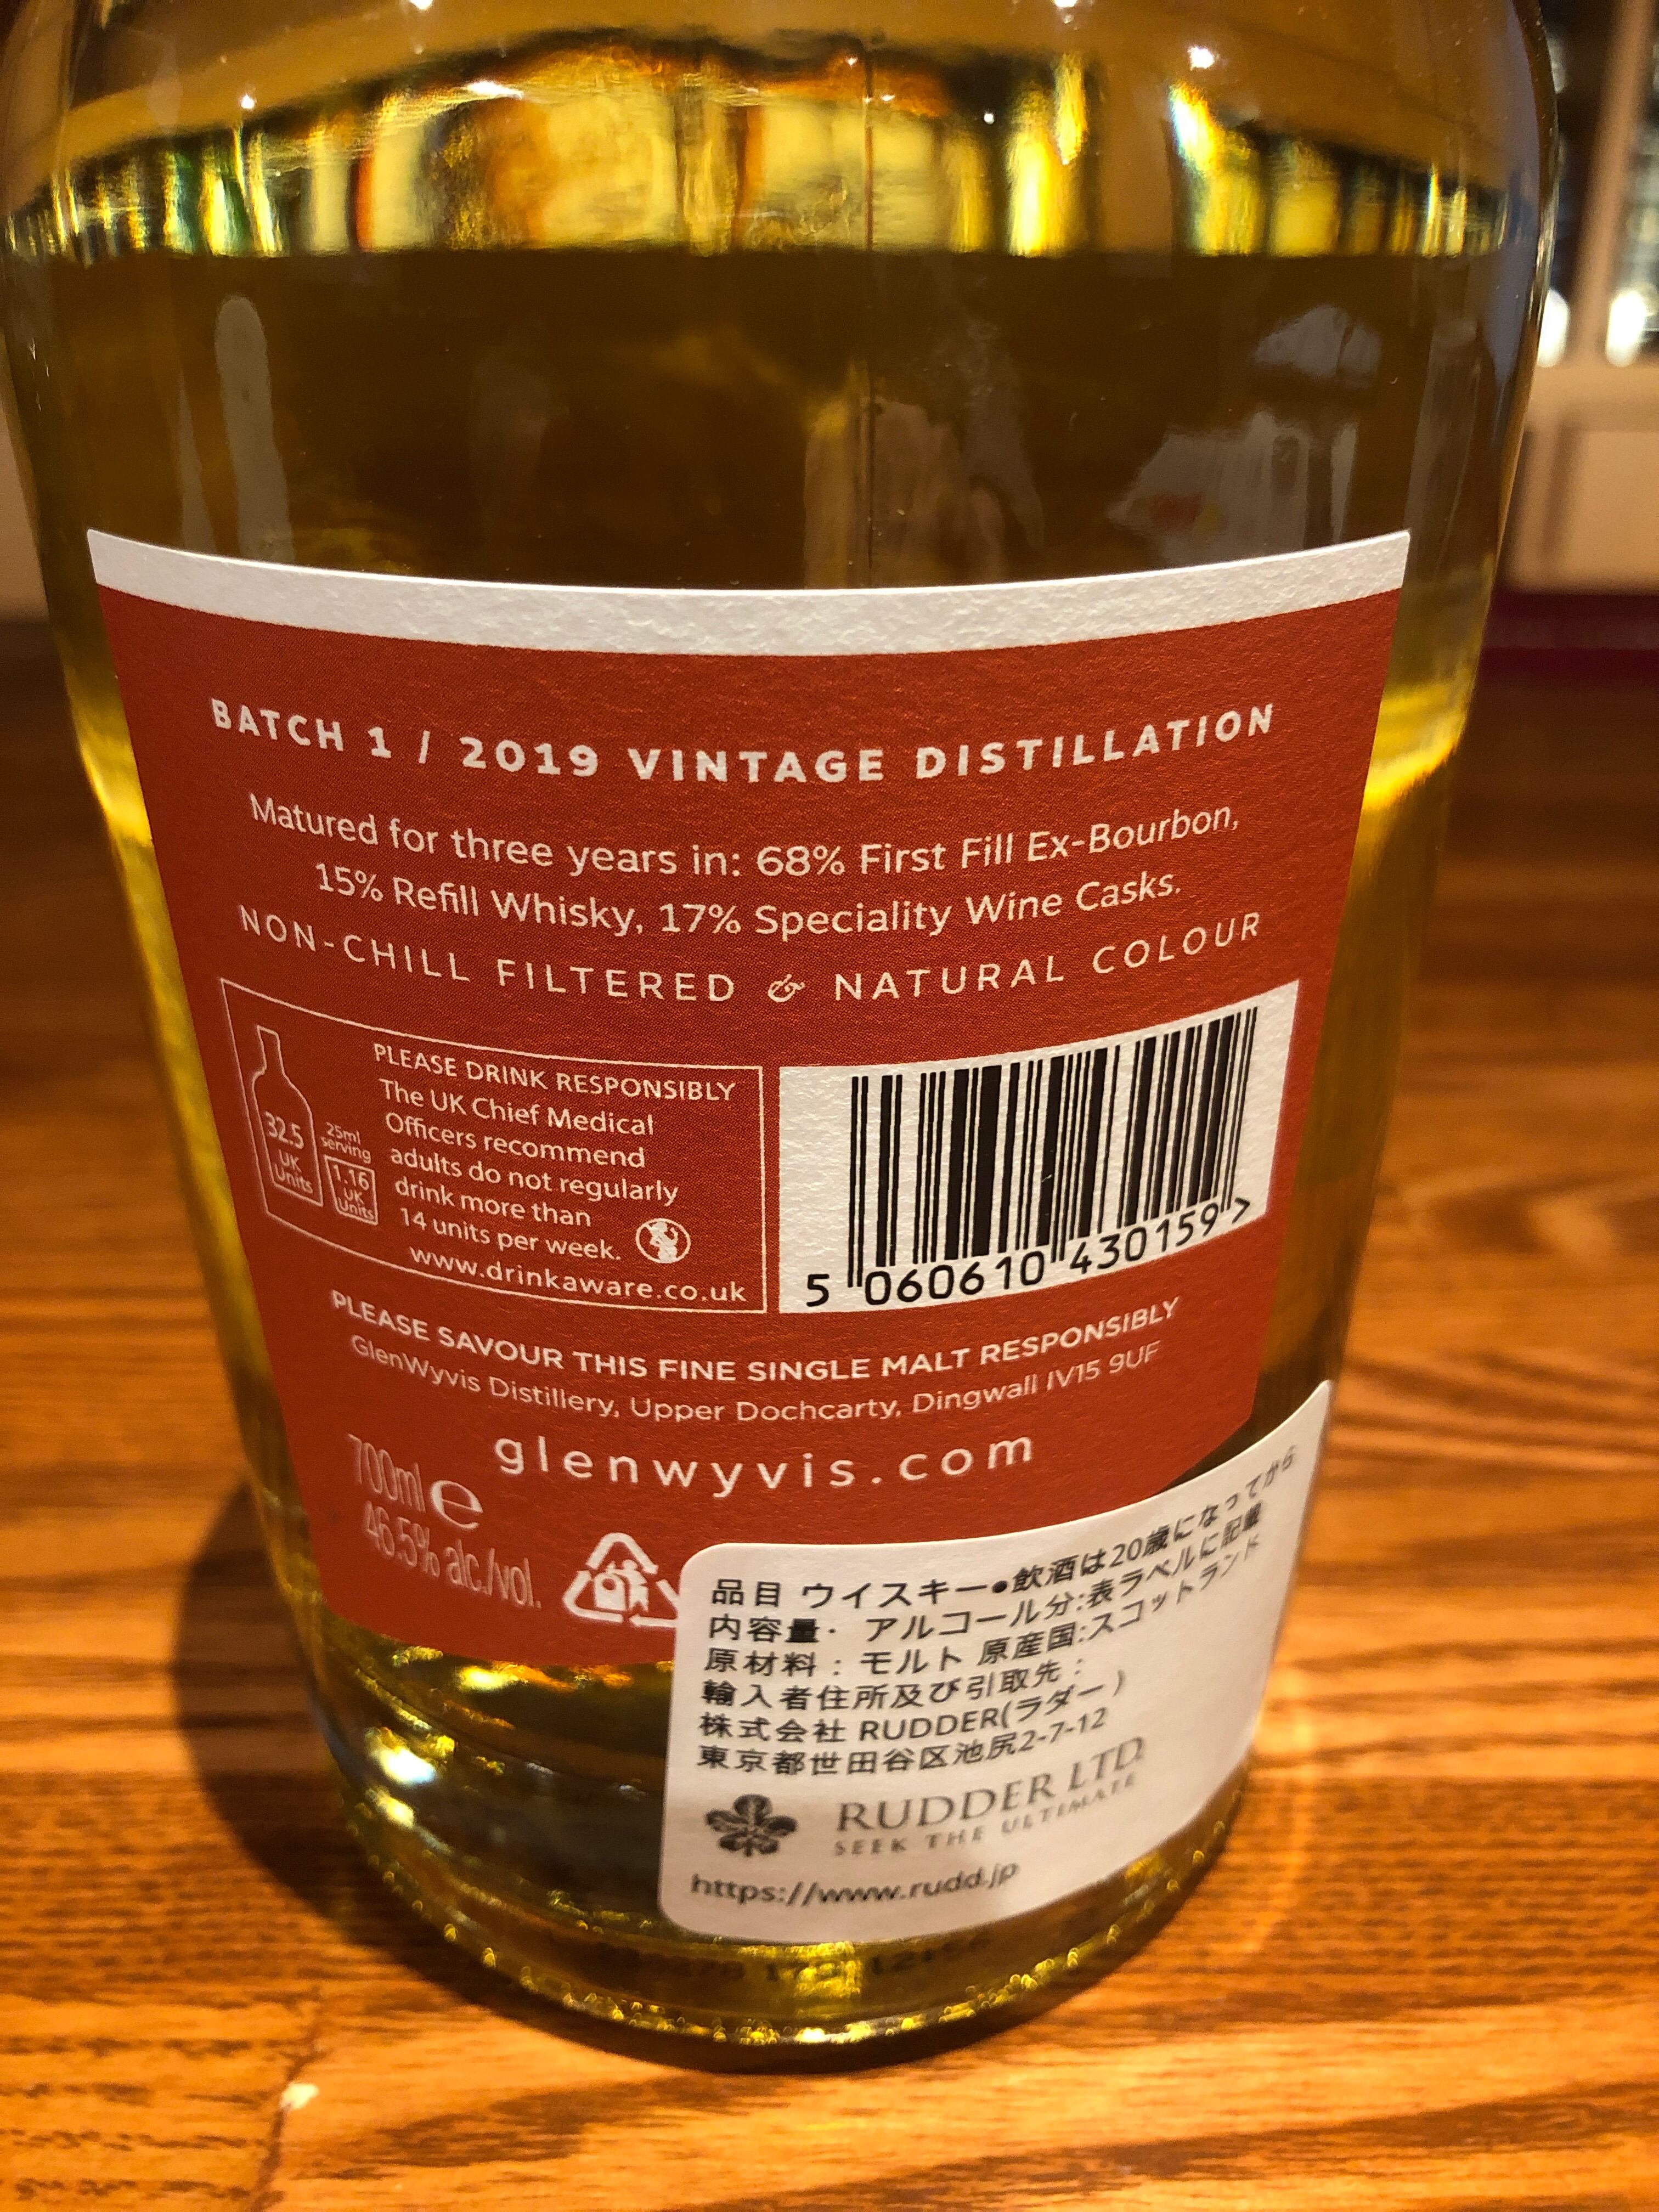 BATCH 1 / 2019 VINTAGE DISTILLATION
Matured for three years in: 68% First Fill Ex-Bourbon,
15% Refill Whisky, 17% Speciality Wine Casks.
NON-CHILL FILTERED & NATURAL COLOUR
32.5
UK
Units
25ml
serving
1.16
UK
Units
PLEASE DRINK RESPONSIBLY
The UK Chief Medical
Officers recommend
adults do not regularly
drink more than
14 units per week.
www.drinkaware.co.uk
5 060610 430159 >
PLEASE SAVOUR THIS FINE SINGLE MALT RESPONSIBLY
GlenWyvis Distillery, Upper Dochcarty, Dingwall IV15 9UF
glenwyvis.com
700ml e
46.5% alc./vol.
品目 ウイスキー●飲酒は20歳になってから
内容量· アルコール分:表ラベルに記載
原材料:モルト 原産国:スコットランド
輸入者住所及び引取先:
株式会社 RUDDER(ラダー)
東京都世田谷区池尻2-7-12
RUDDER LTD.
SEEK THE ULTIMATE
https://www.rudd.jp